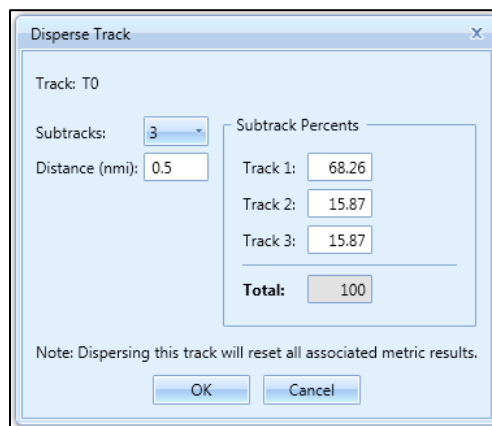 Disperse Track x
Track: T0
Subtracks: 3
Distance (nmi): 0.5
Subtrack Percents
Track 1: 68.26
Track 2: 15.87
Track 3: 15.87
Total: 100
Note: Dispersing this track will reset all associated metric results.
OK Cancel